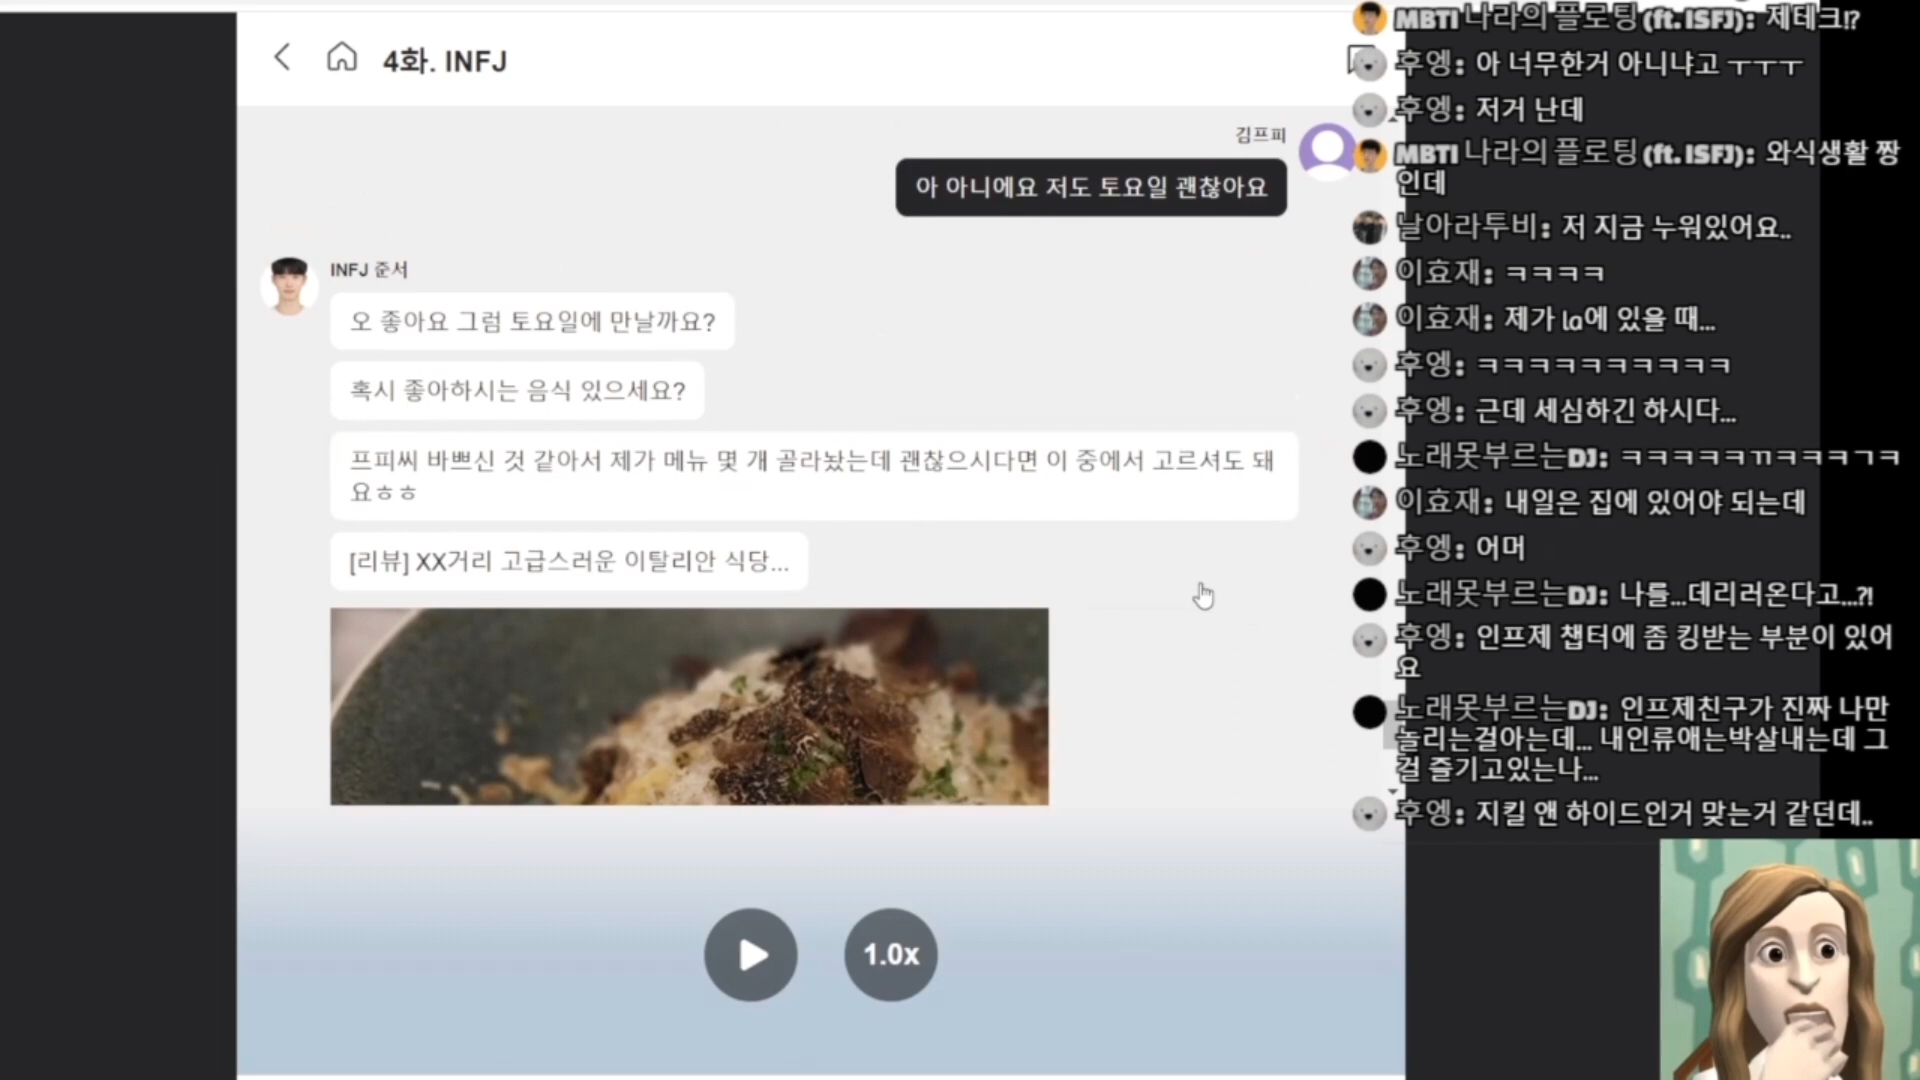 4화. INFJ
김프피
아 아니에요 저도 토요일 괜찮아요
INFJ 준서
오 좋아요 그럼 토요일에 만날까요?
혹시 좋아하시는 음식 있으세요?
프피씨 바쁘신 것 같아서 제가 메뉴 몇 개 골라놨는데 괜찮으시다면 이 중에서 고르셔도 돼
요ㅎㅎ
[리뷰] XX거리 고급스러운 이탈리안 식당...
1.0x
MBTI 나라의 플로팅 (ft. ISFJ): 제테크!?
후엥: 아 너무한거 아니냐고 ㅜㅜㅜ
후엥: 저거 난데
MBTI 나라의 플로팅 (ft. ISFJ): 와식생활 짱
인데
날아라투비: 저 지금 누워있어요..
이효재: ㅋㅋㅋㅋ
이효재: 제가 la에 있을 때...
후엥: ㅋㅋㅋㅋㅋㅋㅋㅋㅋㅋ
후엥: 근데 세심하긴 하시다...
노래못부르는DJ: ㅋㅋㅋㅋㅋㄲㅋㅋㅋㄱㅋ
이효재: 내일은 집에 있어야 되는데
후엥: 어머
노래못부르는DJ: 나를...데리러온다고...?!
후엥: 인프제 챕터에 좀 킹받는 부분이 있어
요
노래못부르는DJ: 인프제친구가 진짜 나만
놀리는걸아는데... 내인류애는박살내는데 그
걸 즐기고있는나...
후엥: 지킬 앤 하이드인거 맞는거 같던데..